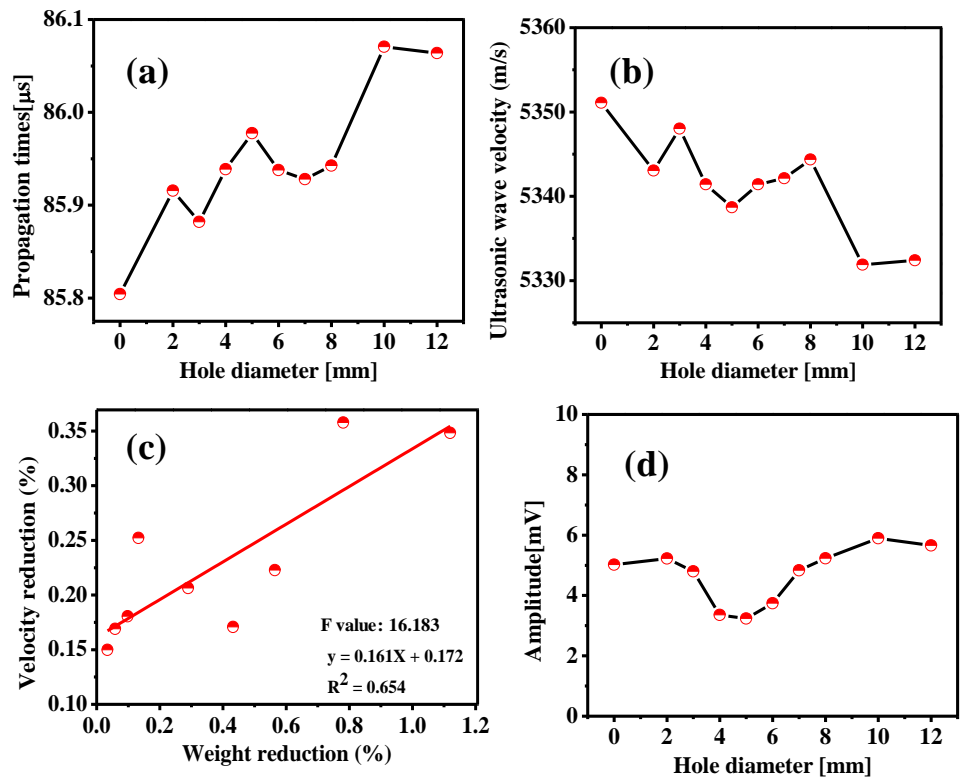 (a)
Propagation times[µs]
86.1
86.0
85.9
85.8
0 2 4 6 8 10 12
Hole diameter [mm]
(b)
Ultrasonic wave velocity (m/s)
5360
5350
5340
5330
0 2 4 6 8 10 12
Hole diameter [mm]
(c)
Velocity reduction (%)
0.35
0.30
0.25
0.20
0.15
0.10
F value: 16.183
y = 0.161X + 0.172
R² = 0.654
0.0 0.2 0.4 0.6 0.8 1.0 1.2
Weight reduction (%)
(d)
Amplitude[mV]
10
8
6
4
2
0
0 2 4 6 8 10 12
Hole diameter [mm]